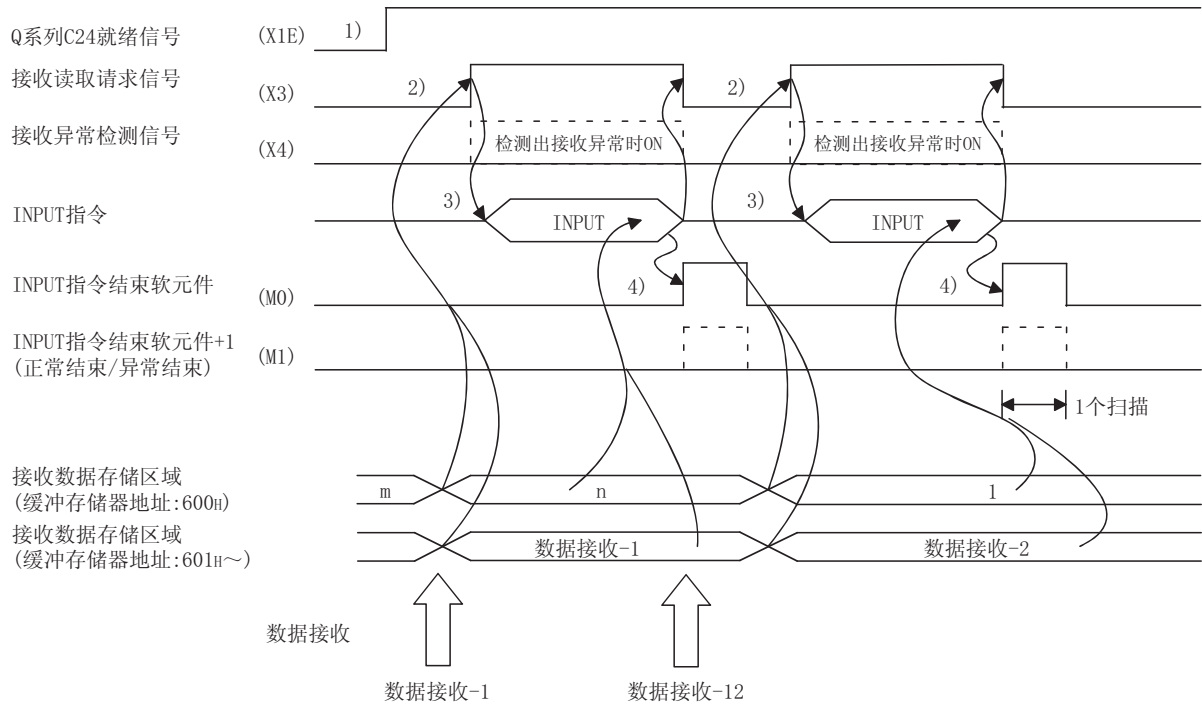 Q系列C24就绪信号 (X1E) 1)
接收读取请求信号 (X3) 2) 2)
接收异常检测信号 (X4) 检测出接收异常时ON 检测出接收异常时ON
INPUT指令 3) INPUT 3) INPUT
INPUT指令结束软元件 (M0) 4) 4)
INPUT指令结束软元件+1
(正常结束/异常结束) (M1)
1个扫描
接收数据存储区域
(缓冲存储器地址:600H) m n l
接收数据存储区域
(缓冲存储器地址:601H~) 数据接收-1 数据接收-2
数据接收
数据接收-1 数据接收-12